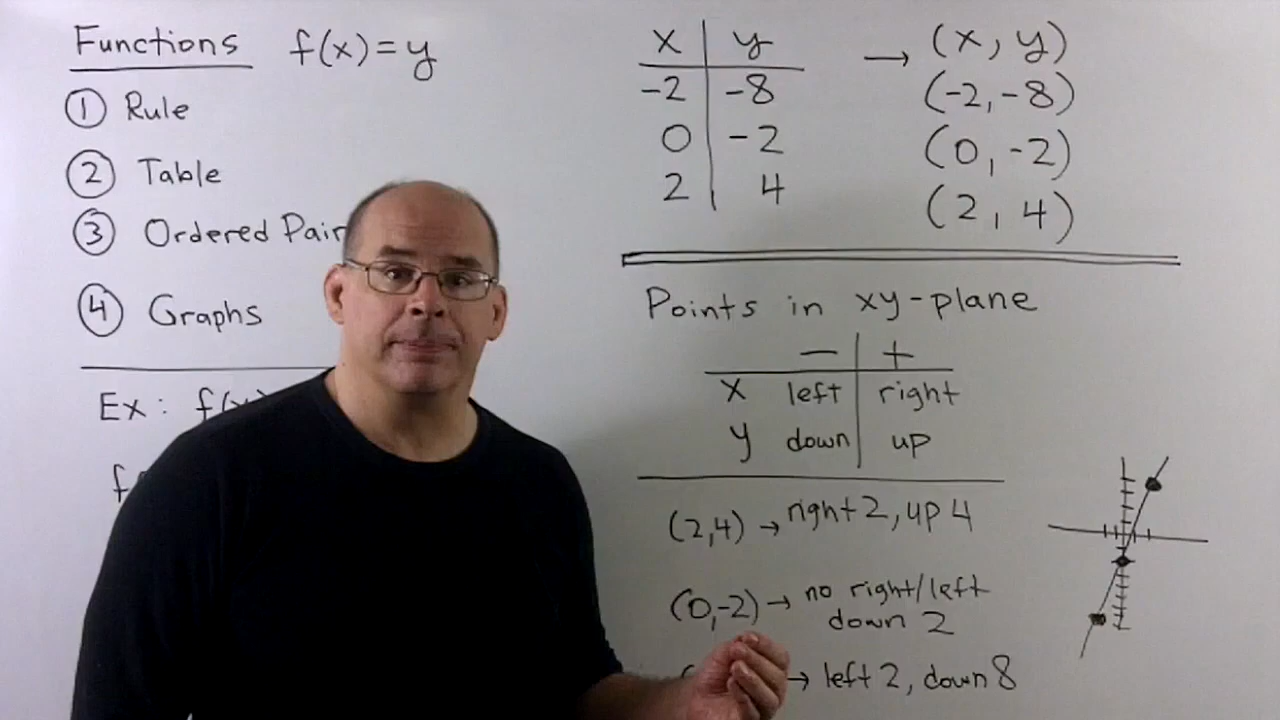 Functions f(x)=y
① Rule
② Table
③ Ordered Pair
④ Graphs
Ex: f(x)
x y → (x, y)
-2 -8 (-2, -8)
0 -2 (0, -2)
2 4 (2, 4)
Points in xy-plane
− +
x left right
y down up
(2,4) → right 2, up 4
(0,-2) → no right/left
down 2
→ left 2, down 8